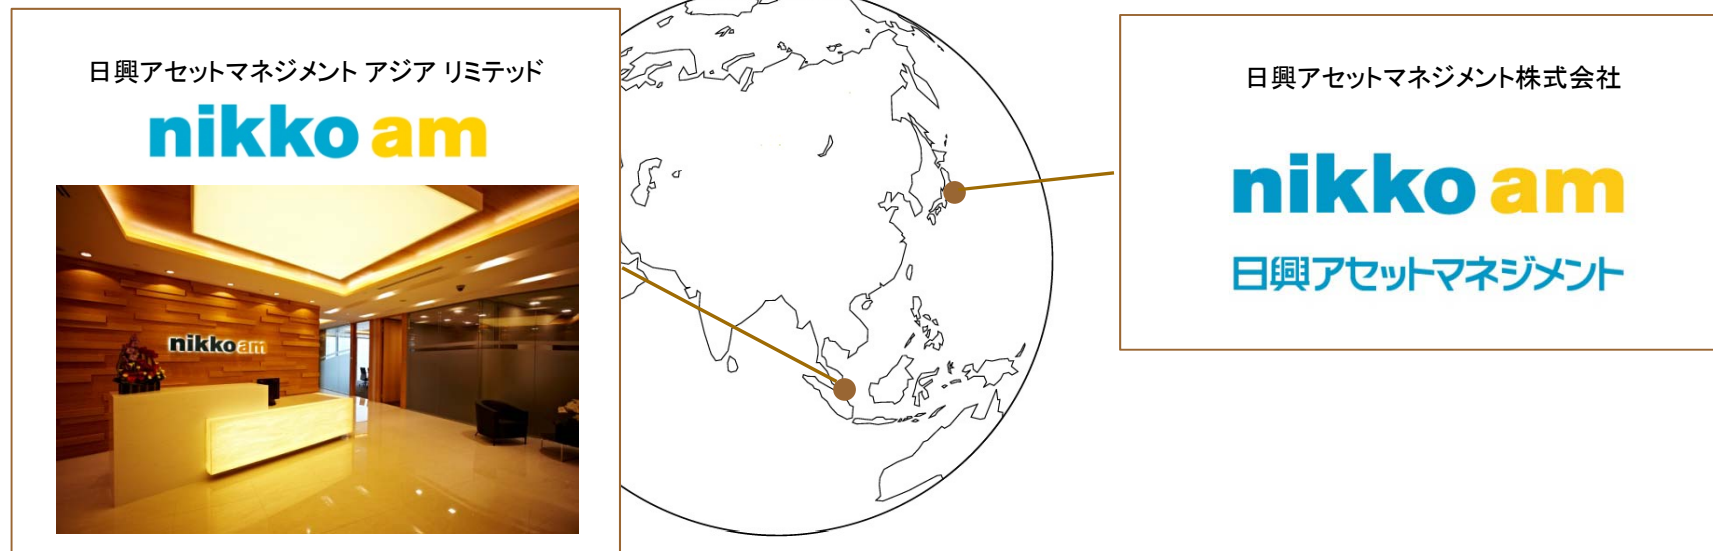 日興アセットマネジメント アジア リミテッド
nikko am
nikko am
日興アセットマネジメント株式会社
nikko am
日興アセットマネジメント